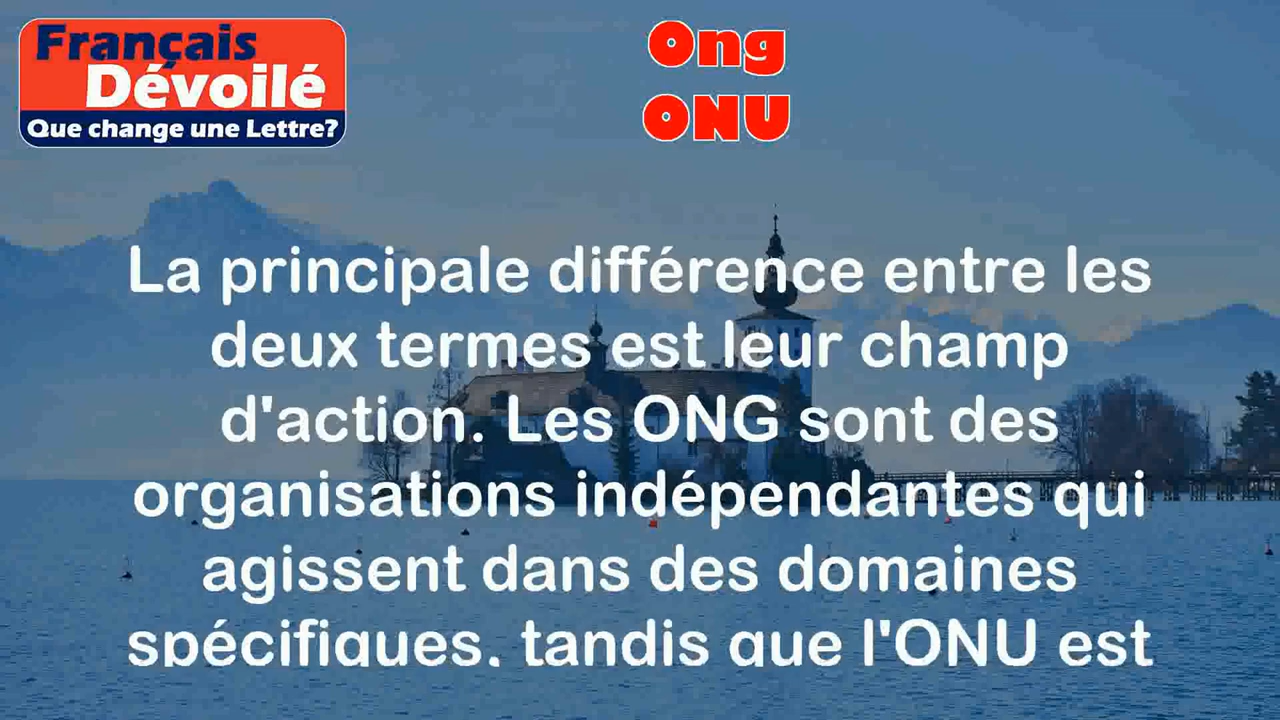 Français
Dévoilé
Que change une Lettre?
Ong
ONU
La principale différence entre les
deux termes est leur champ
d'action. Les ONG sont des
organisations indépendantes qui
agissent dans des domaines
spécifiques, tandis que l'ONU est